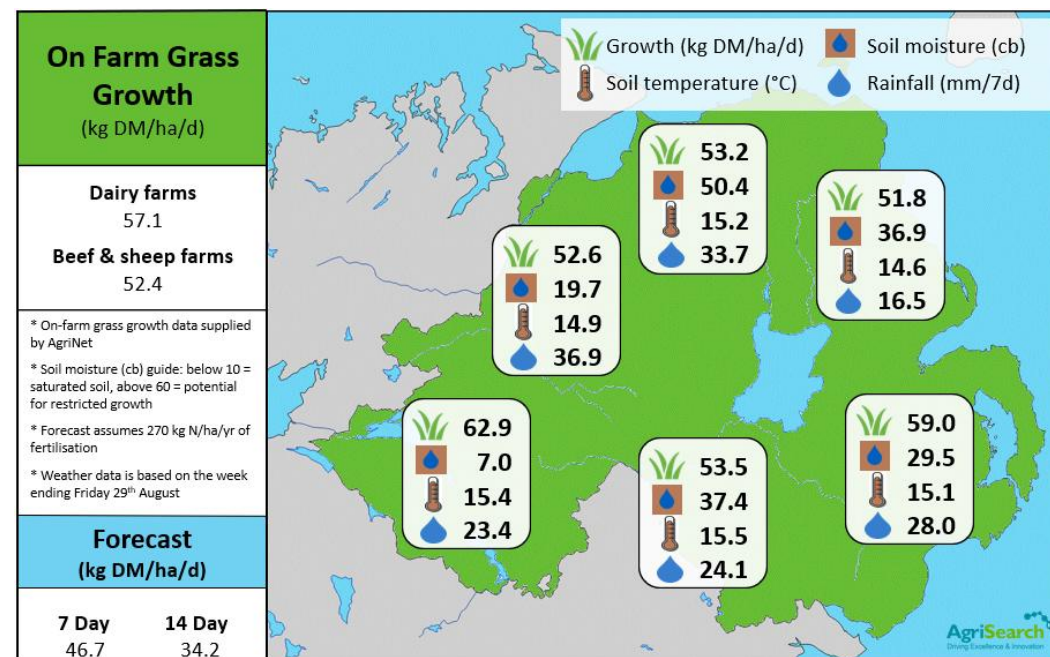 On Farm Grass
Growth
(kg DM/ha/d)
Dairy farms
57.1
Beef & sheep farms
52.4
* On-farm grass growth data supplied
by AgriNet
* Soil moisture (cb) guide: below 10 =
saturated soil, above 60 = potential
for restricted growth
* Forecast assumes 270 kg N/ha/yr of
fertilisation
* Weather data is based on the week
ending Friday 29th August
Forecast
(kg DM/ha/d)
7 Day 14 Day
46.7 34.2
Growth (kg DM/ha/d) Soil moisture (cb)
Soil temperature (°C) Rainfall (mm/7d)
53.2
50.4
15.2
33.7
51.8
36.9
14.6
16.5
52.6
19.7
14.9
36.9
62.9
7.0
15.4
23.4
53.5
37.4
15.5
24.1
59.0
29.5
15.1
28.0
AgriSearch
Driving Excellence & Innovation